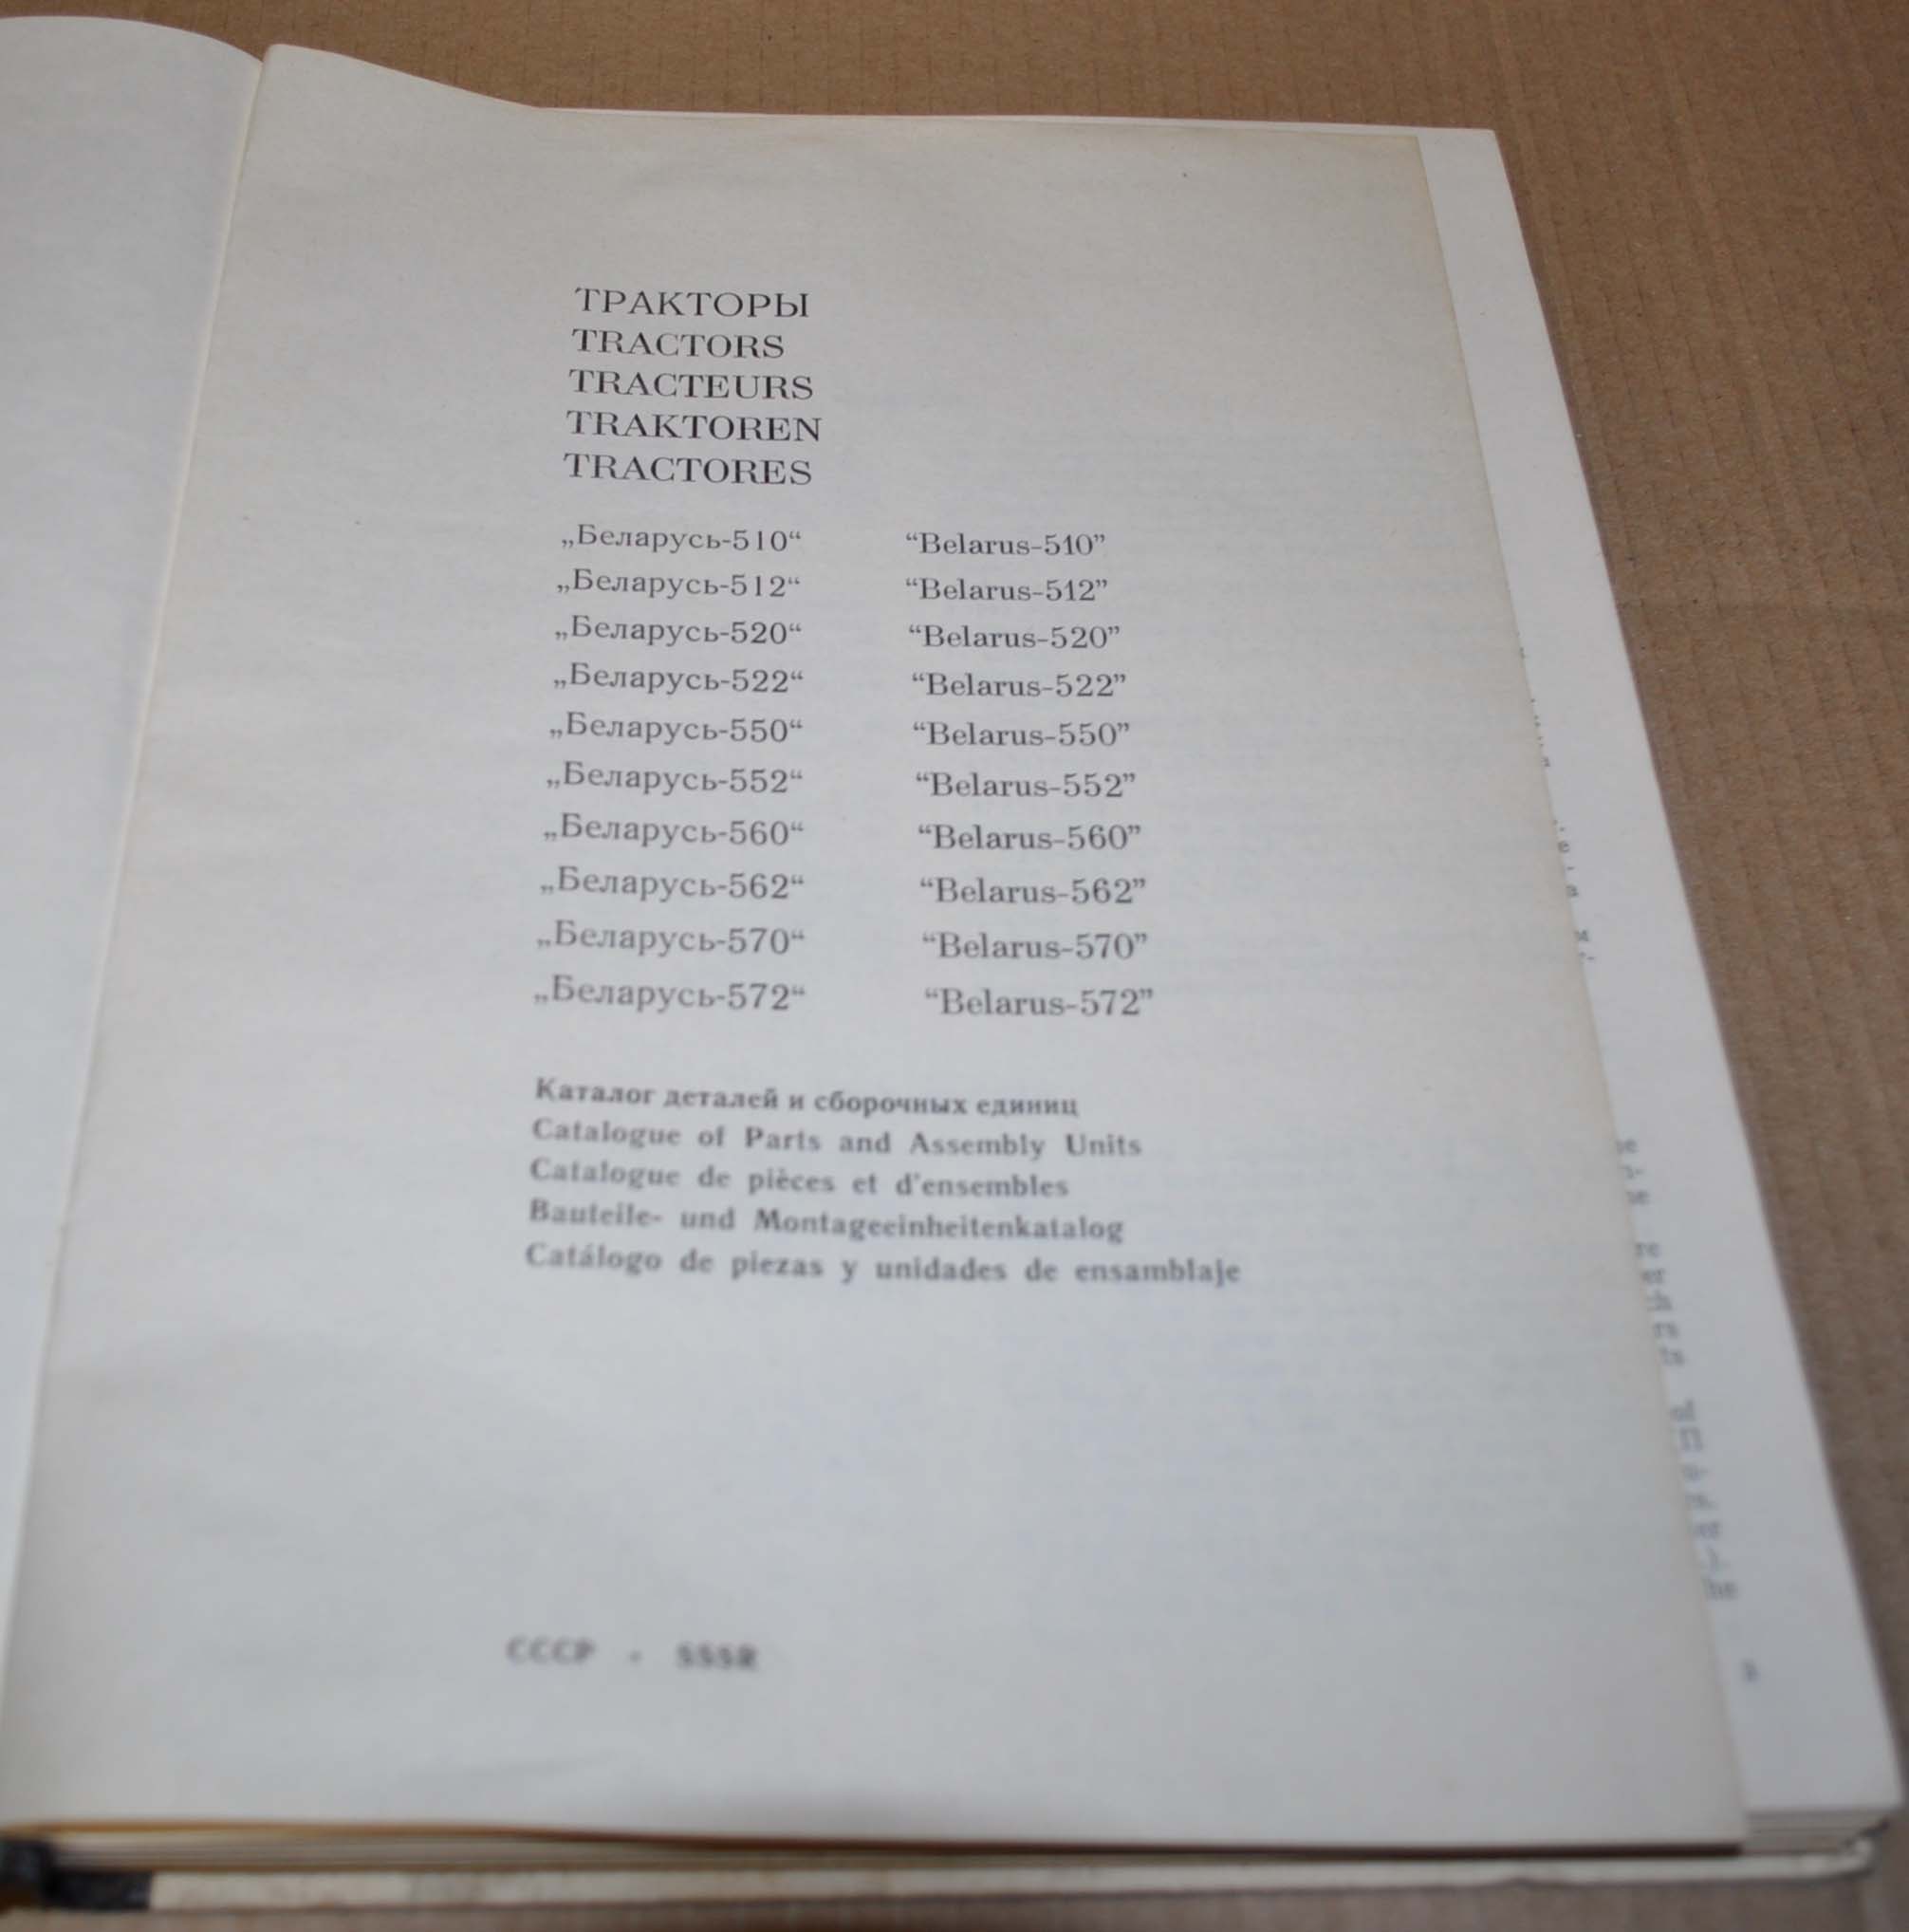 ТРАКТОРЫ
TRACTORS
TRACTEURS
TRAKTOREN
TRACTORES
„Беларусь-510“ “Belarus-510”
„Беларусь-512“ “Belarus-512”
„Беларусь-520“ “Belarus-520”
„Беларусь-522“ “Belarus-522”
„Беларусь-550“ “Belarus-550”
„Беларусь-552“ “Belarus-552”
„Беларусь-560“ “Belarus-560”
„Беларусь-562“ “Belarus-562”
„Беларусь-570“ “Belarus-570”
„Беларусь-572“ “Belarus-572”
Каталог деталей и сборочных единиц
Catalogue of Parts and Assembly Units
Catalogue de pièces et d'ensembles
Bauteile- und Montageeinheitenkatalog
Catálogo de piezas y unidades de ensamblaje
СССР - SSSR